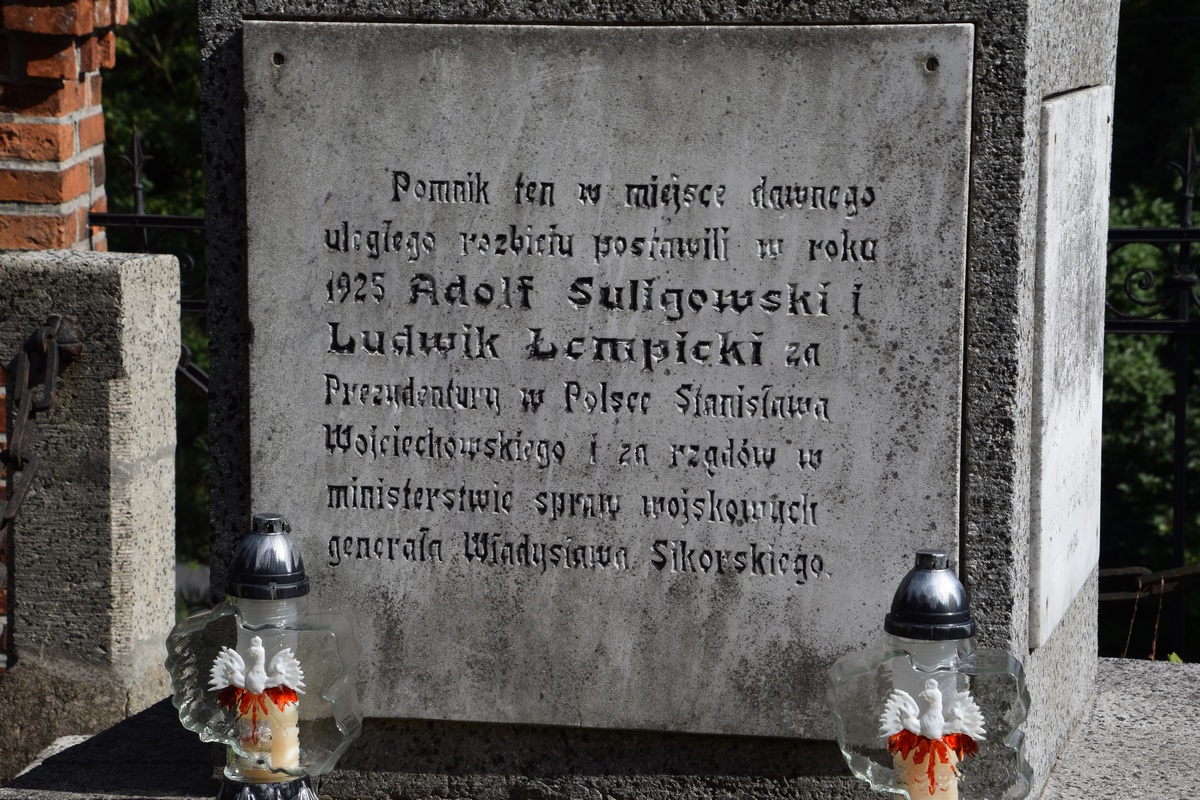 Pomnik ten w miejsce dawnego
uległego rozbiciu postawili w roku
1925 Adolf Suligowski i
Ludwik Łempicki za
Prezydentury w Polsce Stanisława
Wojciechowskiego i za rządów w
ministerstwie spraw wojskowych
generała Władysława Sikorskiego.